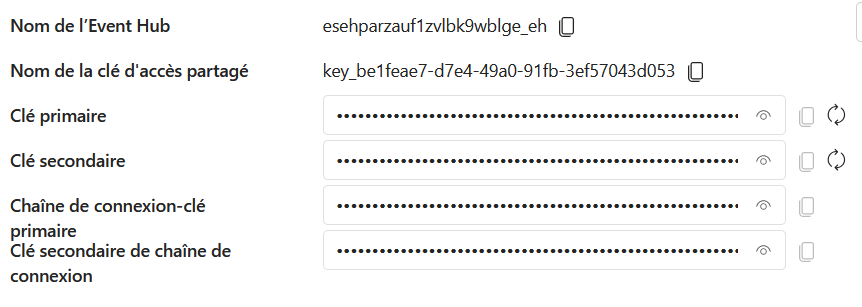 Nom de l’Event Hub esehparzauf1zvlbk9wblge_eh
Nom de la clé d'accès partagé key_be1feae7-d7e4-49a0-91fb-3ef57043d053
Clé primaire ••••••••••••••••••••••••••••••••••••••••••••••••••••••••••
Clé secondaire ••••••••••••••••••••••••••••••••••••••••••••••••••••••••••
Chaîne de connexion-clé
primaire ••••••••••••••••••••••••••••••••••••••••••••••••••••••••••
Clé secondaire de chaîne de
connexion ••••••••••••••••••••••••••••••••••••••••••••••••••••••••••